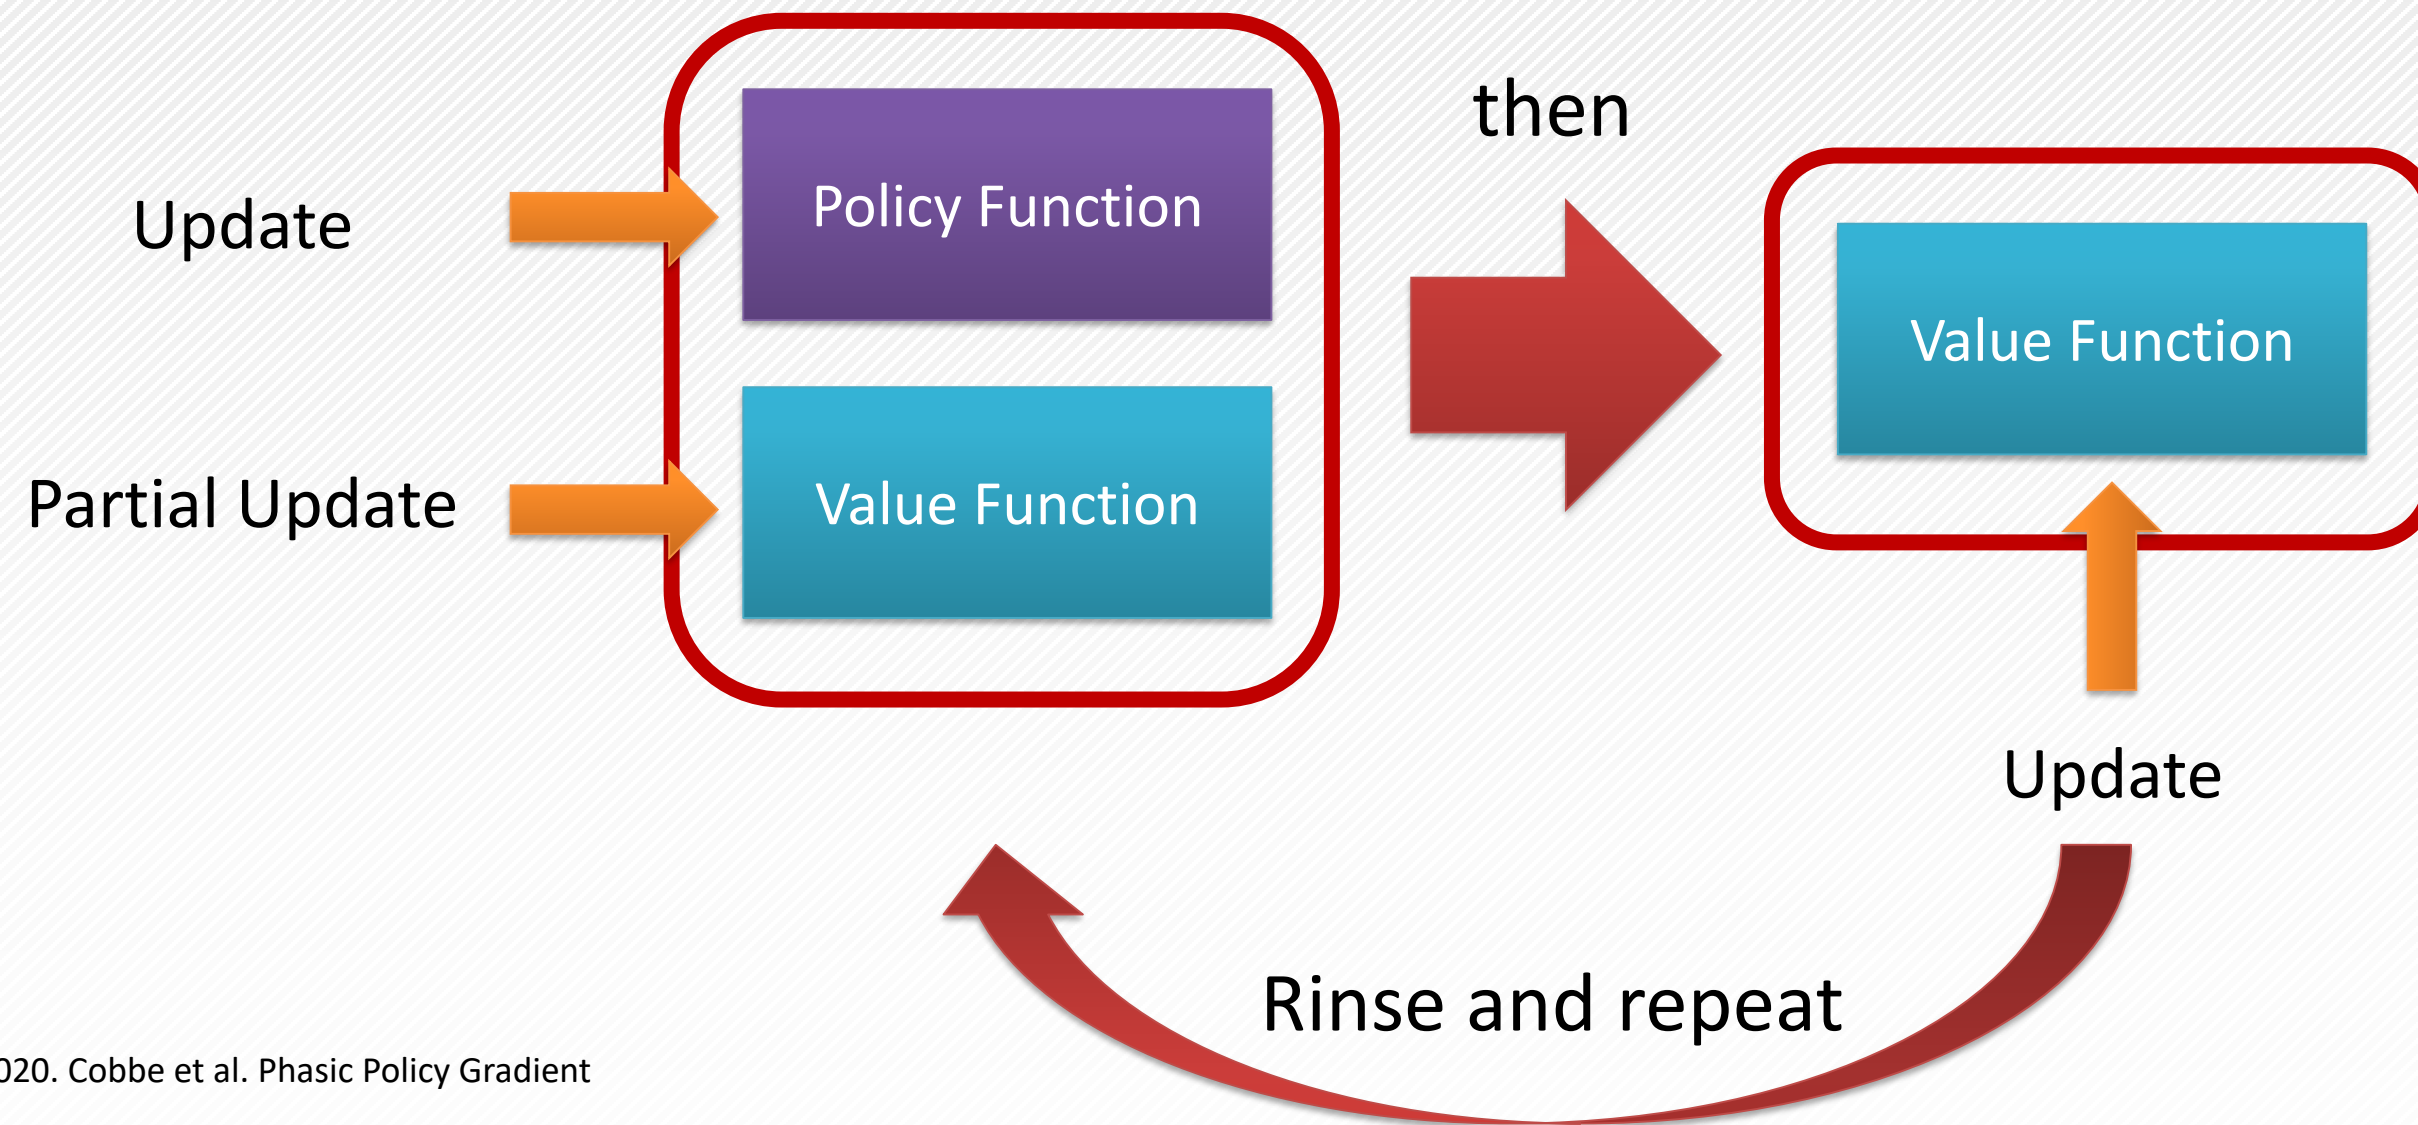 then
Policy Function
Update
Value Function
Partial Update
Value Function
Update
Rinse and repeat
020. Cobbe et al. Phasic Policy Gradient